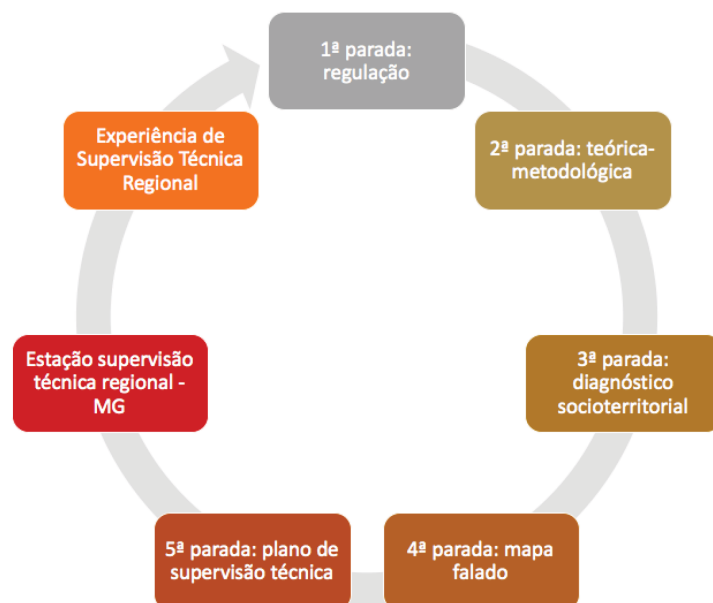 1ª parada:
regulação
2ª parada: teórica-
metodológica
3ª parada:
diagnóstico
socioterritorial
4ª parada: mapa
falado
5ª parada: plano de
supervisão técnica
Estação supervisão
técnica regional -
MG
Experiência de
Supervisão Técnica
Regional